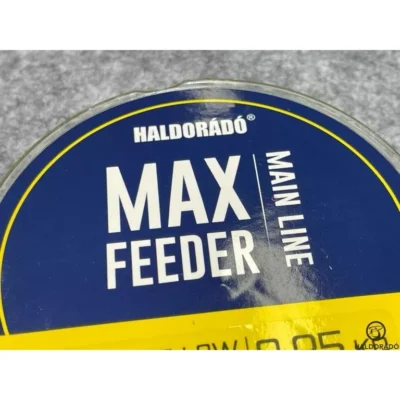 HALDORÁDÓ®
MAX
FEEDER
MAIN LINE
HALDORÁDÓ